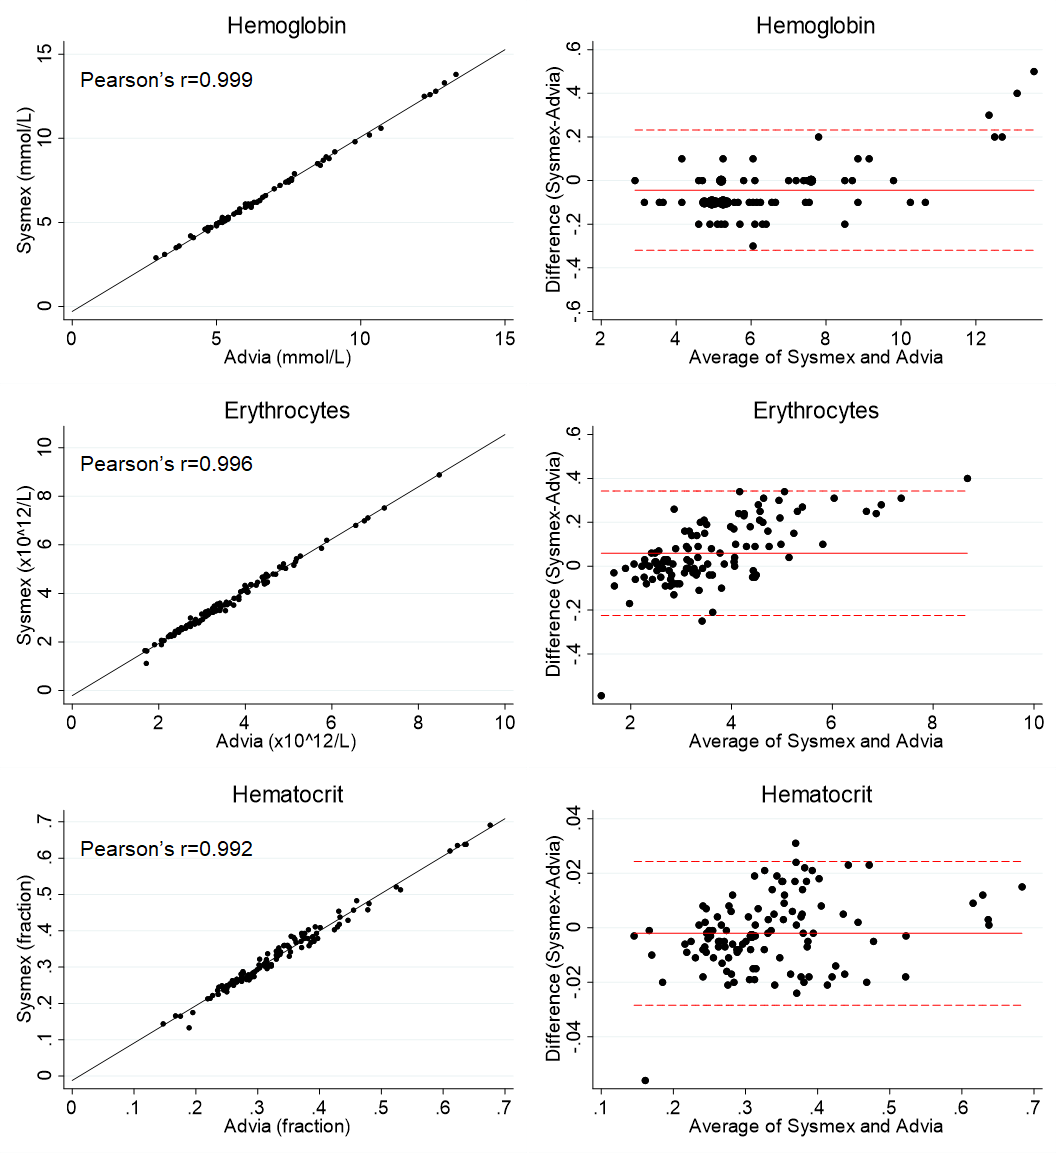 Hemoglobin
Pearson’s r=0.999
Sysmex (mmol/L)
15
10
5
0
0 5 10 15
Advia (mmol/L)
Hemoglobin
Difference (Sysmex-Advia)
.6
.4
.2
0
-.2
-.4
-.6
2 4 6 8 10 12
Average of Sysmex and Advia
Erythrocytes
Pearson’s r=0.996
Sysmex (x10^12/L)
10
8
6
4
2
0
0 2 4 6 8 10
Advia (x10^12/L)
Erythrocytes
Difference (Sysmex-Advia)
.6
.4
.2
0
-.2
-.4
2 4 6 8 10
Average of Sysmex and Advia
Hematocrit
Pearson’s r=0.992
Sysmex (fraction)
.7
.6
.5
.4
.3
.2
.1
0
0 .1 .2 .3 .4 .5 .6 .7
Advia (fraction)
Hematocrit
Difference (Sysmex-Advia)
.04
.02
0
-.02
-.04
.1 .2 .3 .4 .5 .6 .7
Average of Sysmex and Advia